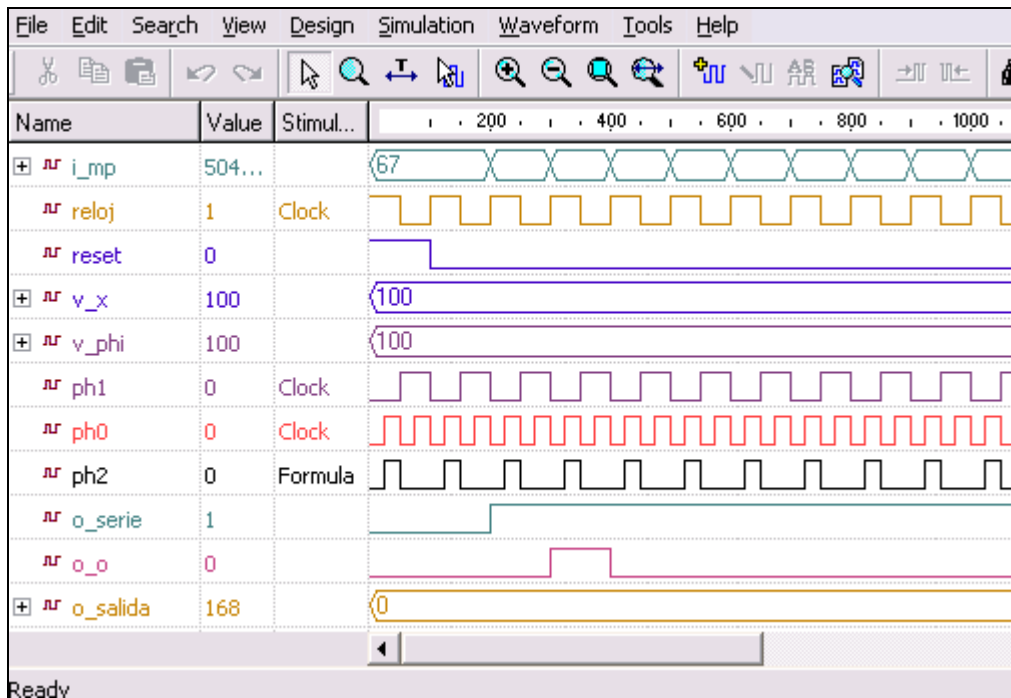 File Edit Search View Design Simulation Waveform Tools Help
Name Value Stimul... 200 400 600 800 1000
i_mp 504... 67
reloj 1 Clock
reset 0
v_x 100 100
v_phi 100 100
ph1 0 Clock
ph0 0 Clock
ph2 0 Formula
o_serie 1
o_o 0
o_salida 168 0
Ready